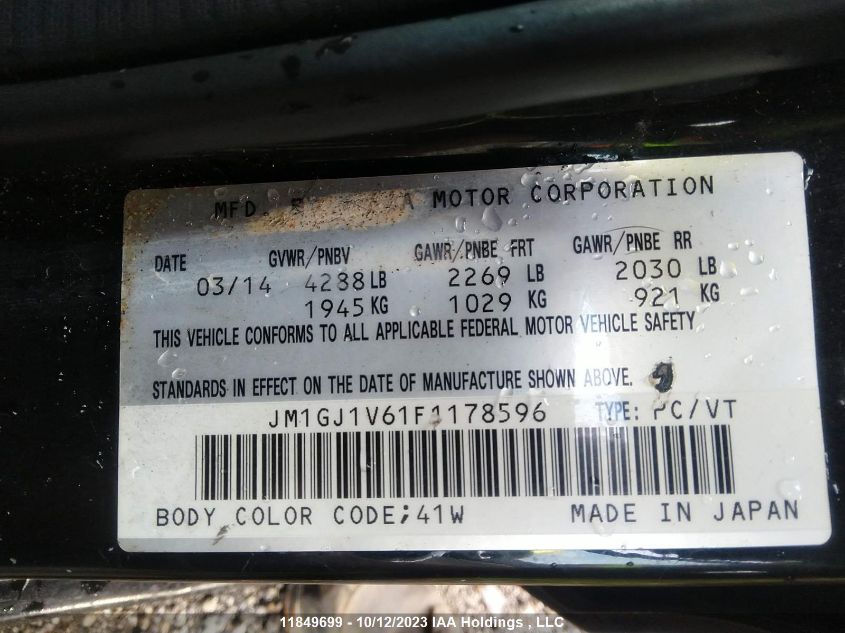 MFD. MOTOR CORPORATION
DATE GVWR/PNBV GAWR/PNBE FRT GAWR/PNBE RR
03/14 4288 LB 2269 LB 2030 LB
1945 KG 1029 KG 921 KG
THIS VEHICLE CONFORMS TO ALL APPLICABLE FEDERAL MOTOR VEHICLE SAFETY
STANDARDS IN EFFECT ON THE DATE OF MANUFACTURE SHOWN ABOVE.
JM1GJ1V61F1178596 TYPE: PC/VT
BODY COLOR CODE;41W MADE IN JAPAN
11849699 - 10/12/2023 IAA Holdings , LLC